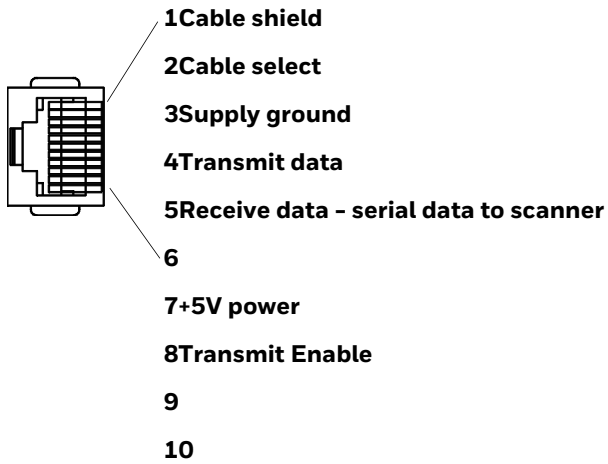 1Cable shield
2Cable select
3Supply ground
4Transmit data
5Receive data - serial data to scanner
6
7+5V power
8Transmit Enable
9
10